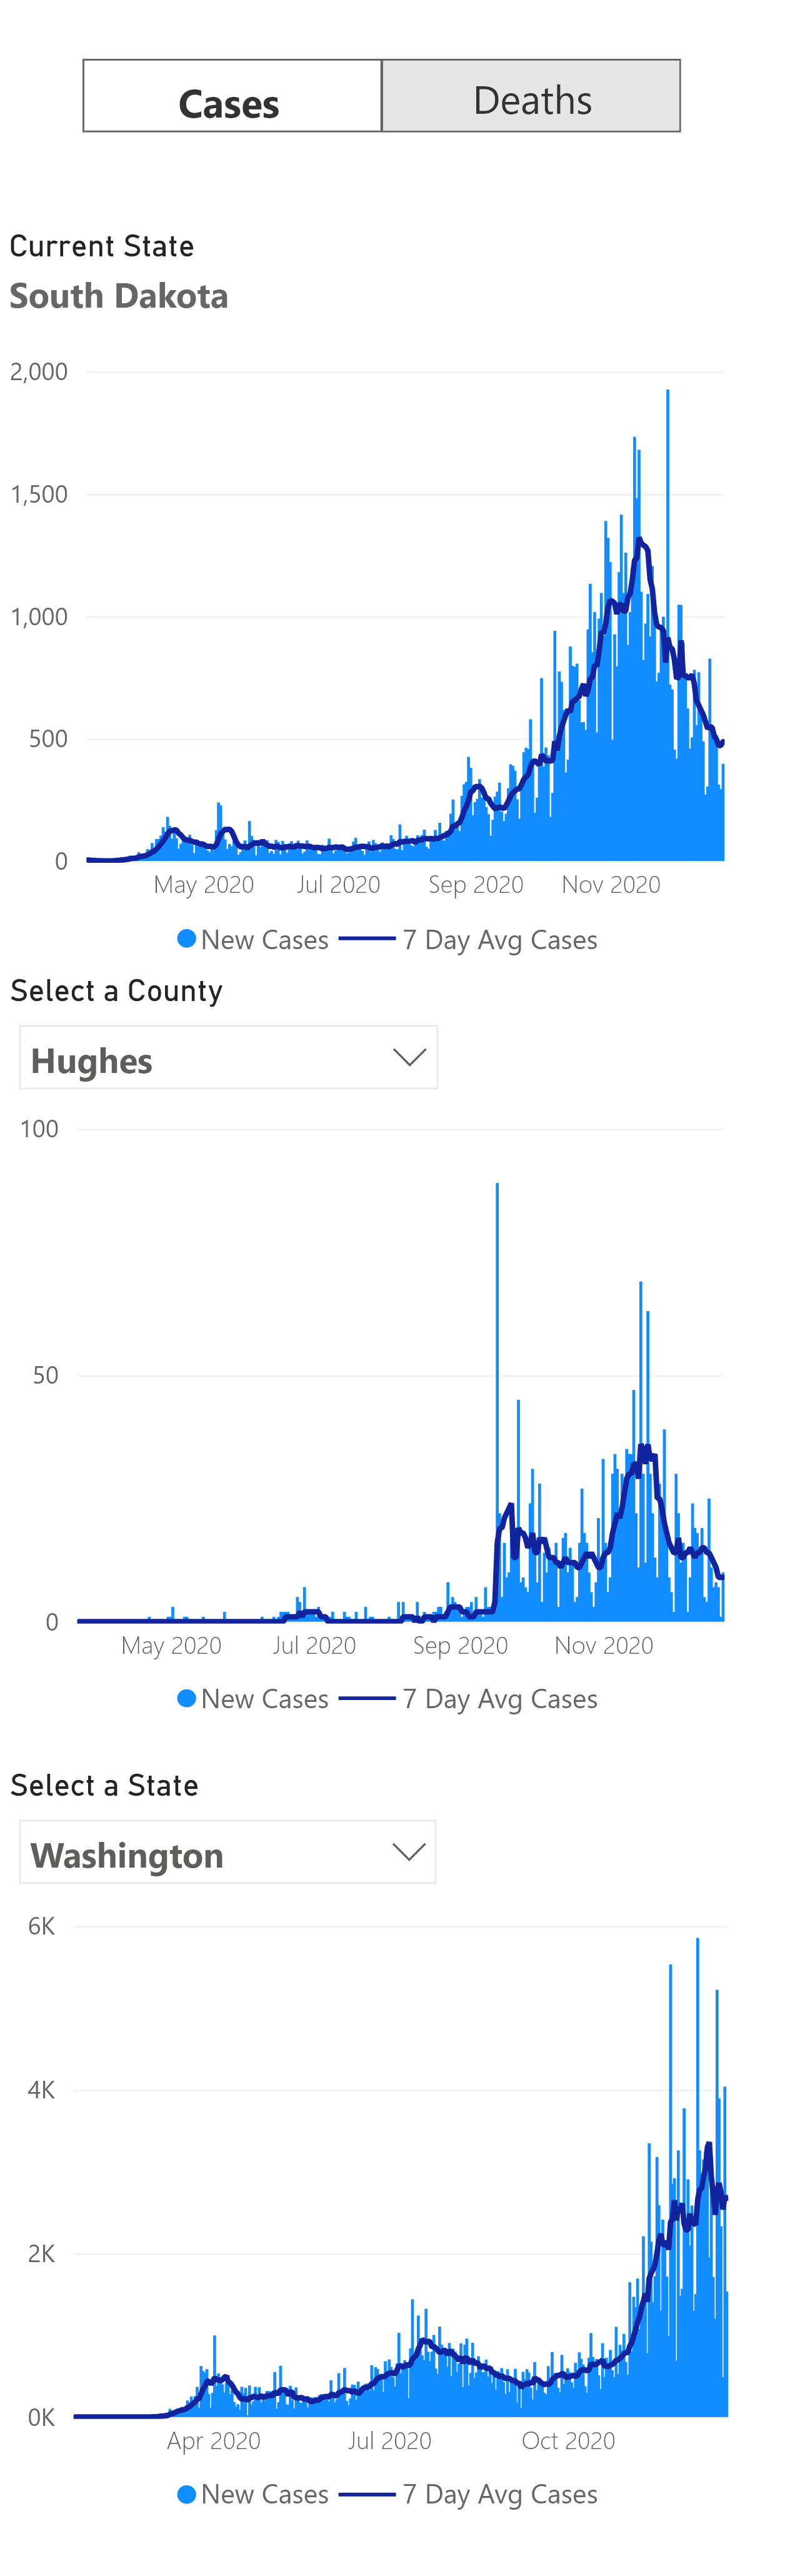 Cases Deaths
Current State
South Dakota
2,000
1,500
1,000
500
0
May 2020 Jul 2020 Sep 2020 Nov 2020
New Cases 7 Day Avg Cases
Select a County
Hughes
100
50
0
May 2020 Jul 2020 Sep 2020 Nov 2020
New Cases 7 Day Avg Cases
Select a State
Washington
6K
4K
2K
0K
Apr 2020 Jul 2020 Oct 2020
New Cases 7 Day Avg Cases